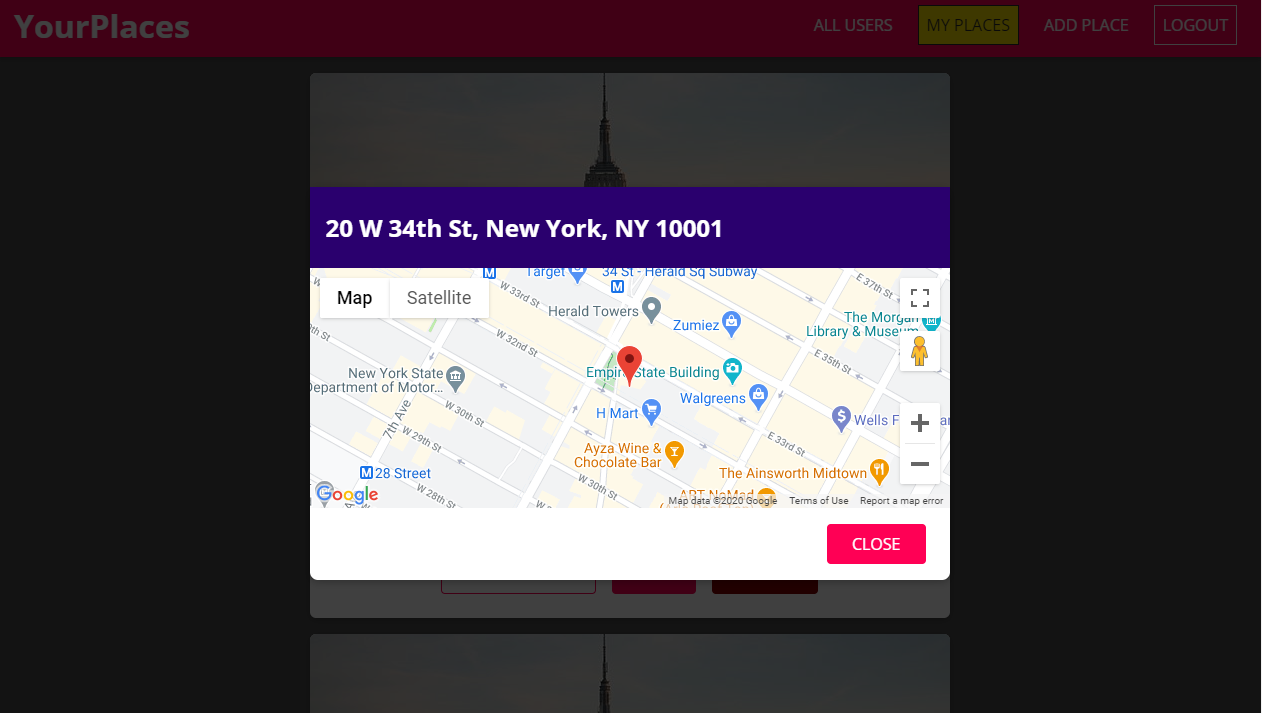 YourPlaces
ALL USERS
MY PLACES
ADD PLACE
LOGOUT
20 W 34th St, New York, NY 10001
Map
Satellite
M
Target
34 St - Herald Sq Subway
M
W 33rd St
E 37th St
Herald Towers
Zumiez
The Morgan
Library & Museum
W 32nd St
E 35th St
New York State
Department of Motor...
Empire State Building
Walgreens
7th Ave
W 30th St
H Mart
Wells
W 29th St
E 33rd St
Ayza Wine &
Chocolate Bar
M 28 Street
The Ainsworth Midtown
W 30th St
W 28th St
ART NoMad
Google
Map data ©2020 Google
Terms of Use
Report a map error
CLOSE